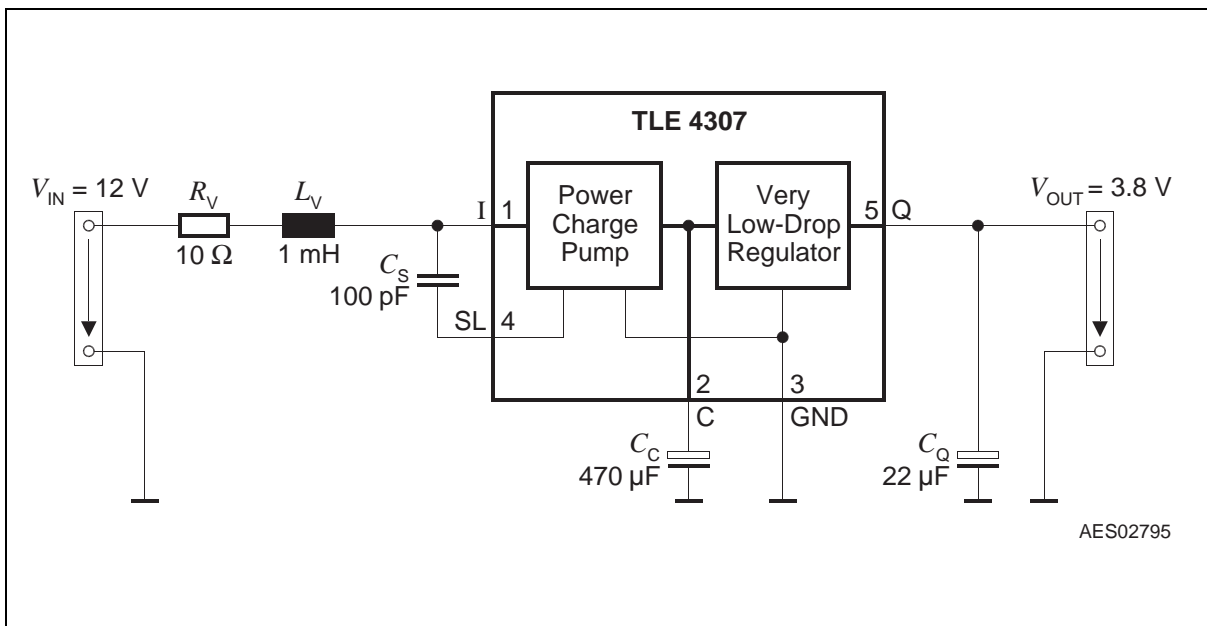 TLE 4307
V_IN = 12 V
R_V
10 Ω
L_V
1 mH
C_S
100 pF
I
1
SL
4
Power
Charge
Pump
Very
Low-Drop
Regulator
5
Q
V_OUT = 3.8 V
2
C
3
GND
C_C
470 µF
C_Q
22 µF
AES02795